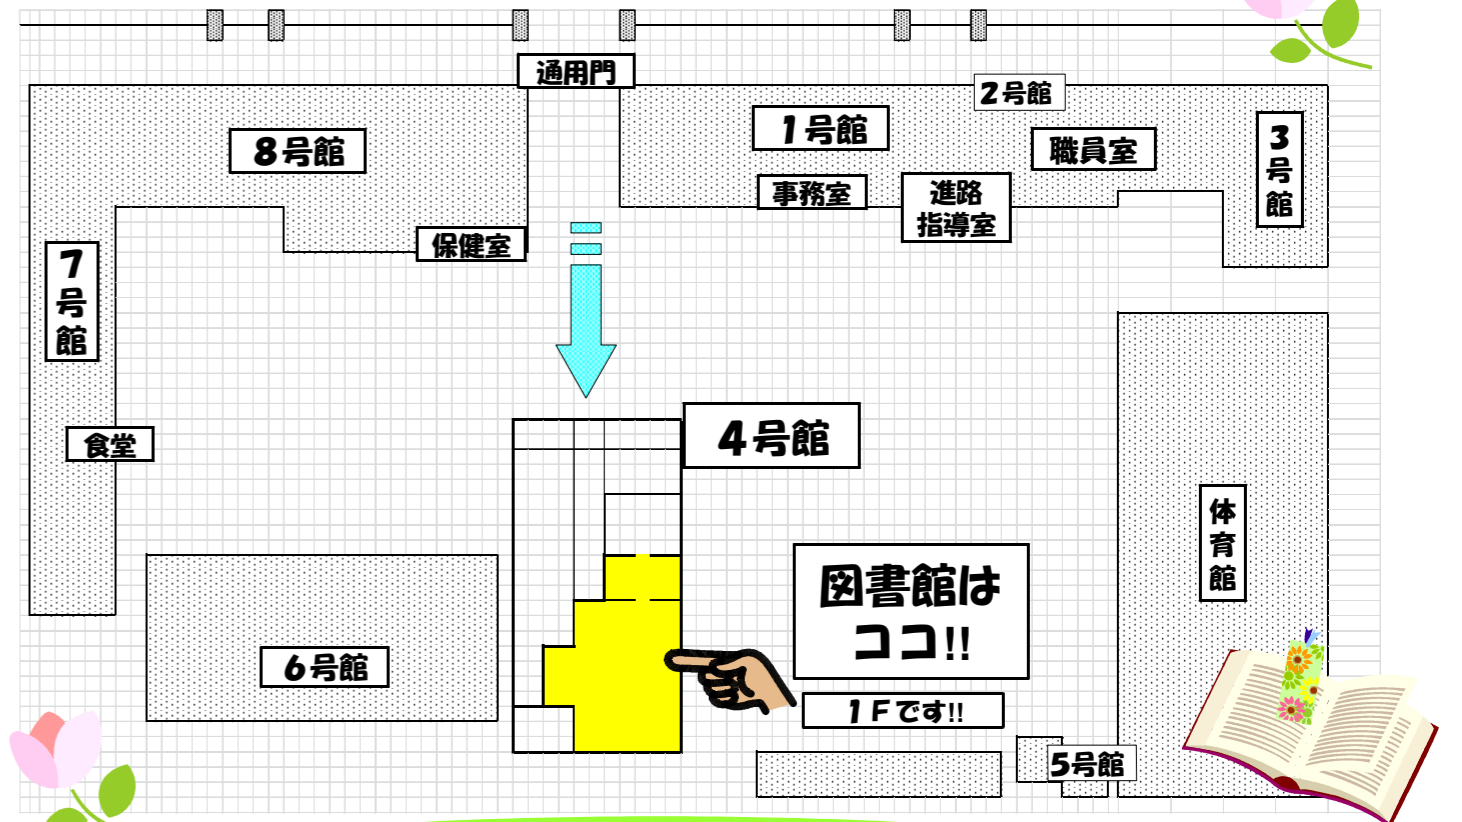 通用門
2号館
1号館
8号館
職員室
3号館
事務室
進路
指導室
保健室
7号館
食堂
4号館
体育館
図書館は
ココ!!
6号館
1Fです!!
5号館